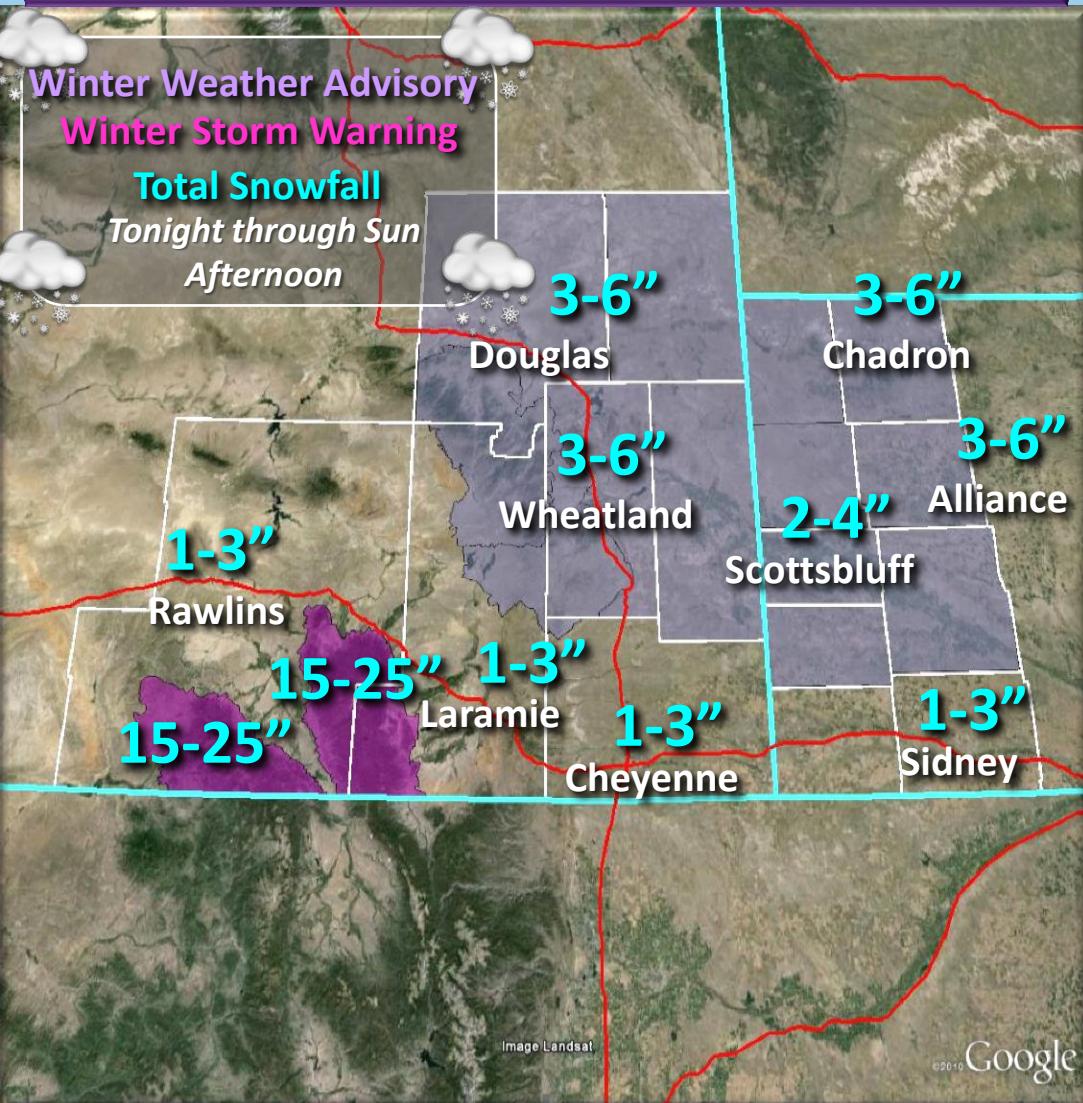 Winter Weather Advisory
Winter Storm Warning
Total Snowfall
Tonight through Sun
Afternoon
3-6”
Douglas
3-6”
Chadron
3-6”
Wheatland
3-6”
Alliance
2-4”
Scottsbluff
1-3”
Rawlins
15-25”
15-25”
1-3”
Laramie
1-3”
Cheyenne
1-3”
Sidney
Image Landsat
©2010 Google